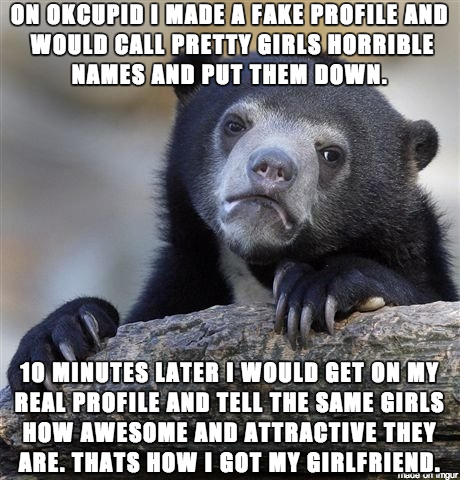 ON OKCUPID I MADE A FAKE PROFILE AND
WOULD CALL PRETTY GIRLS HORRIBLE
NAMES AND PUT THEM DOWN.
10 MINUTES LATER I WOULD GET ON MY
REAL PROFILE AND TELL THE SAME GIRLS
HOW AWESOME AND ATTRACTIVE THEY
ARE. THATS HOW I GOT MY GIRLFRIEND.
made on imgur